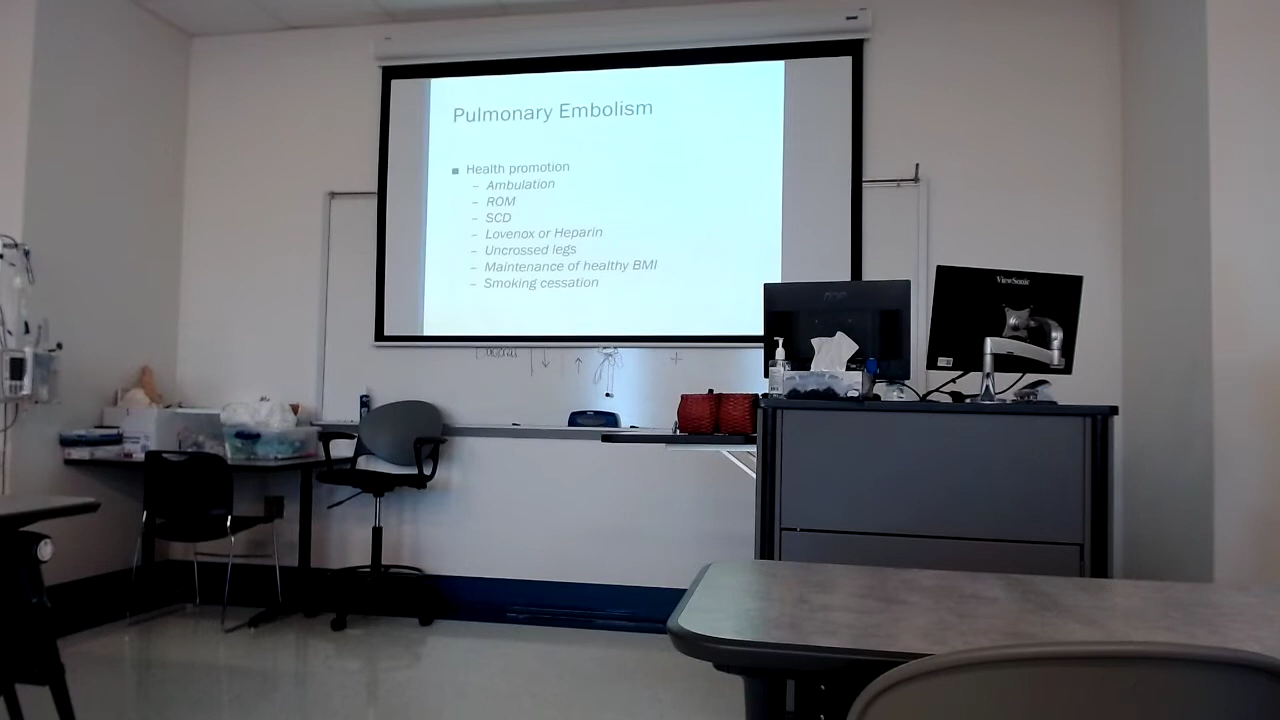 Pulmonary Embolism
Health promotion
– Ambulation
– ROM
– SCD
– Lovenox or Heparin
– Uncrossed legs
– Maintenance of healthy BMI
– Smoking cessation
ViewSonic